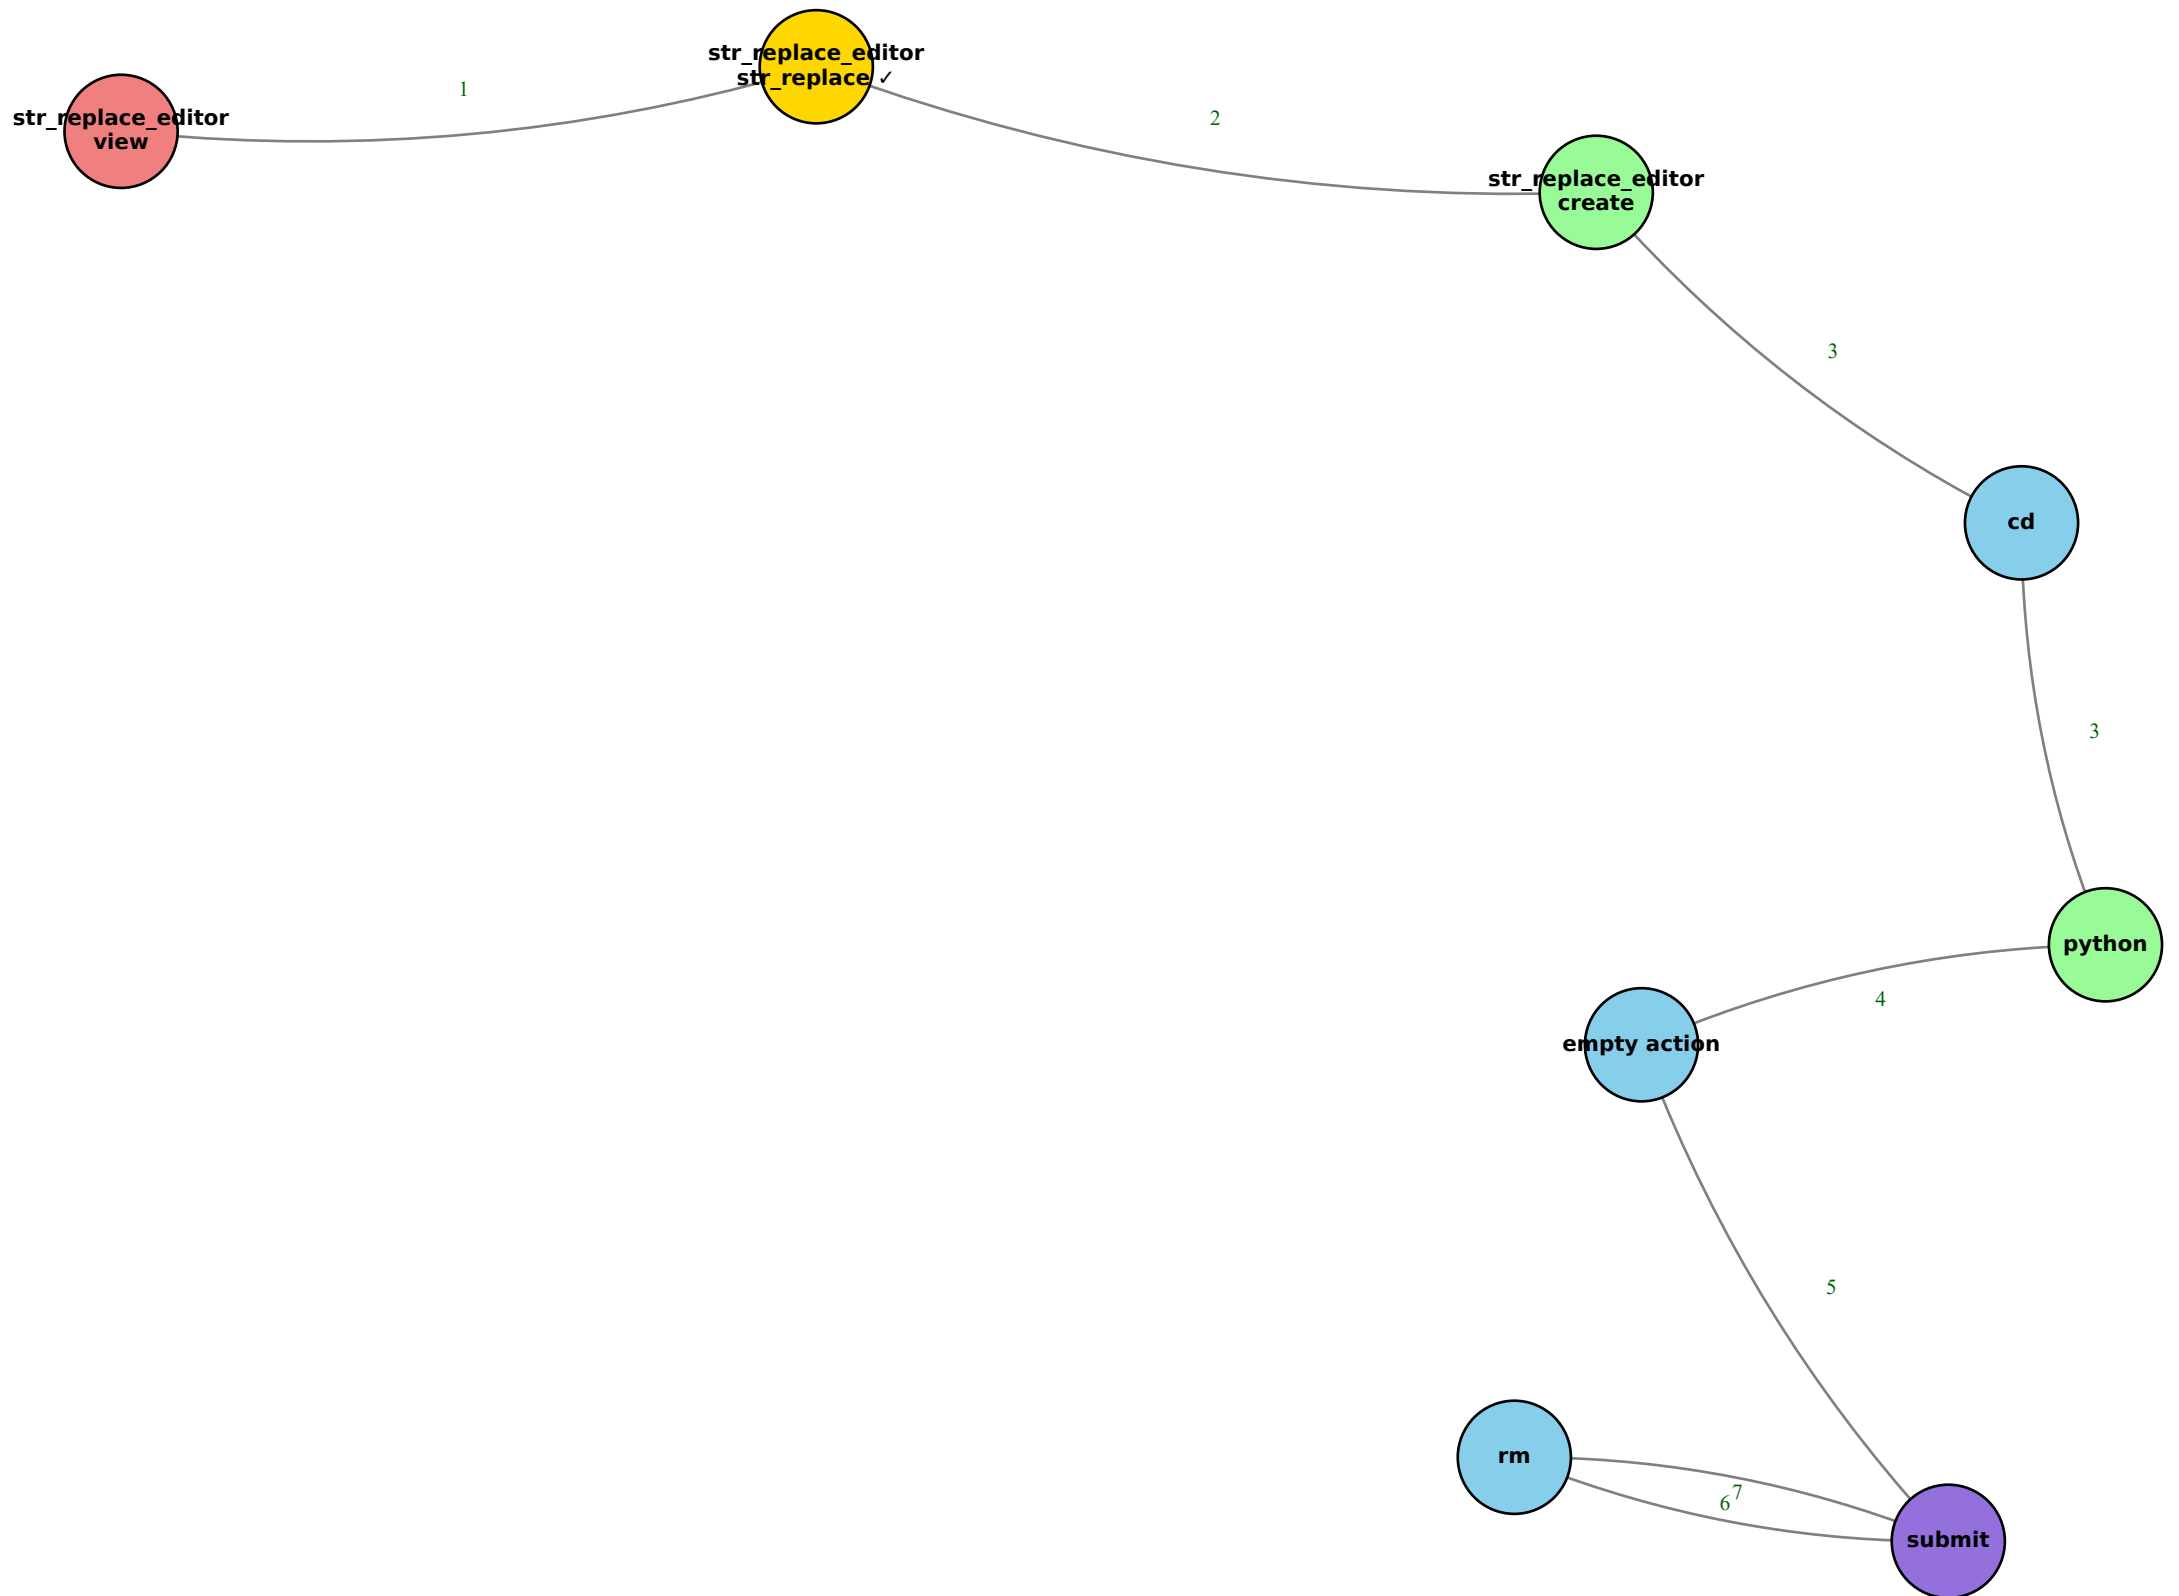 str_replace_editor
str_replace ✓
1
str_replace_editor
view
2
str_replace_editor
create
3
cd
3
python
4
empty action
5
rm
7
6
submit